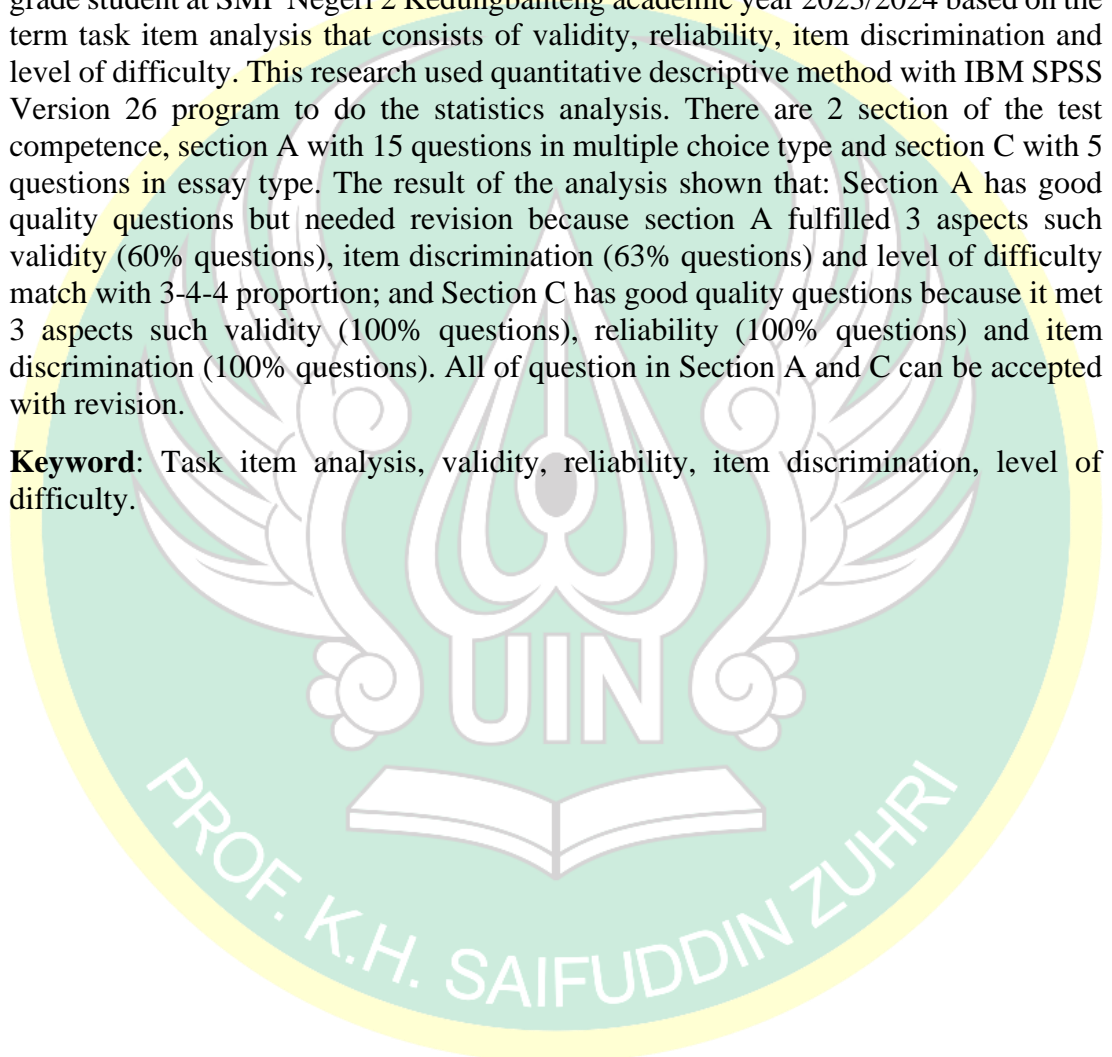 grade student at SMP Negeri 2 Kedungbanteng academic year 2023/2024 based on the
term task item analysis that consists of validity, reliability, item discrimination and
level of difficulty. This research used quantitative descriptive method with IBM SPSS
Version 26 program to do the statistics analysis. There are 2 section of the test
competence, section A with 15 questions in multiple choice type and section C with 5
questions in essay type. The result of the analysis shown that: Section A has good
quality questions but needed revision because section A fulfilled 3 aspects such
validity (60% questions), item discrimination (63% questions) and level of difficulty
match with 3-4-4 proportion; and Section C has good quality questions because it met
3 aspects such validity (100% questions), reliability (100% questions) and item
discrimination (100% questions). All of question in Section A and C can be accepted
with revision.
Keyword: Task item analysis, validity, reliability, item discrimination, level of
difficulty.
UIN
PROF. K.H. SAIFUDDIN ZUHRI